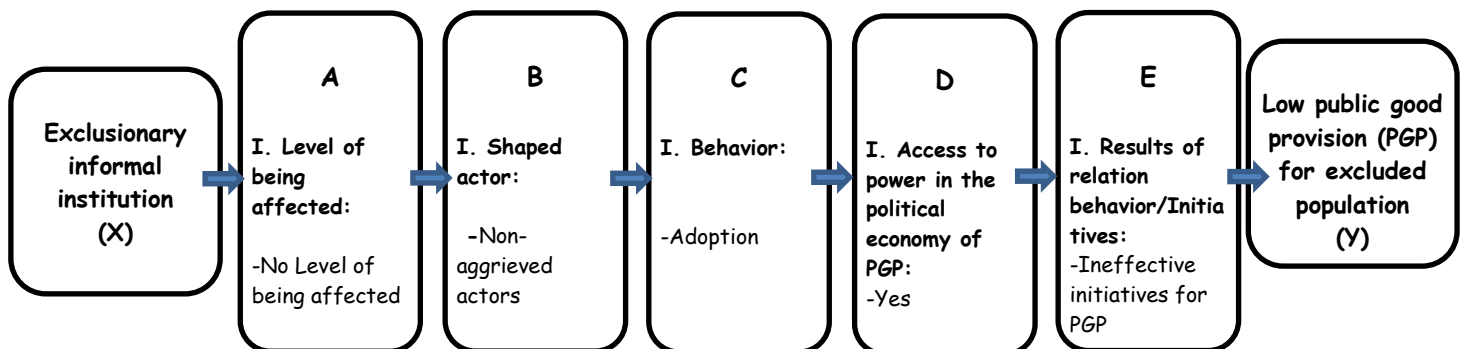 Exclusionary
informal
institution
(X)
A
I. Level of
being
affected:
-No Level of
being affected
B
I. Shaped
actor:
-Non-
aggrieved
actors
C
I. Behavior:
-Adoption
D
I. Access to
power in the
political
economy of
PGP:
-Yes
E
I. Results of
relation
behavior/Initia
tives:
-Ineffective
initiatives for
PGP
Low public good
provision (PGP)
for excluded
population
(Y)